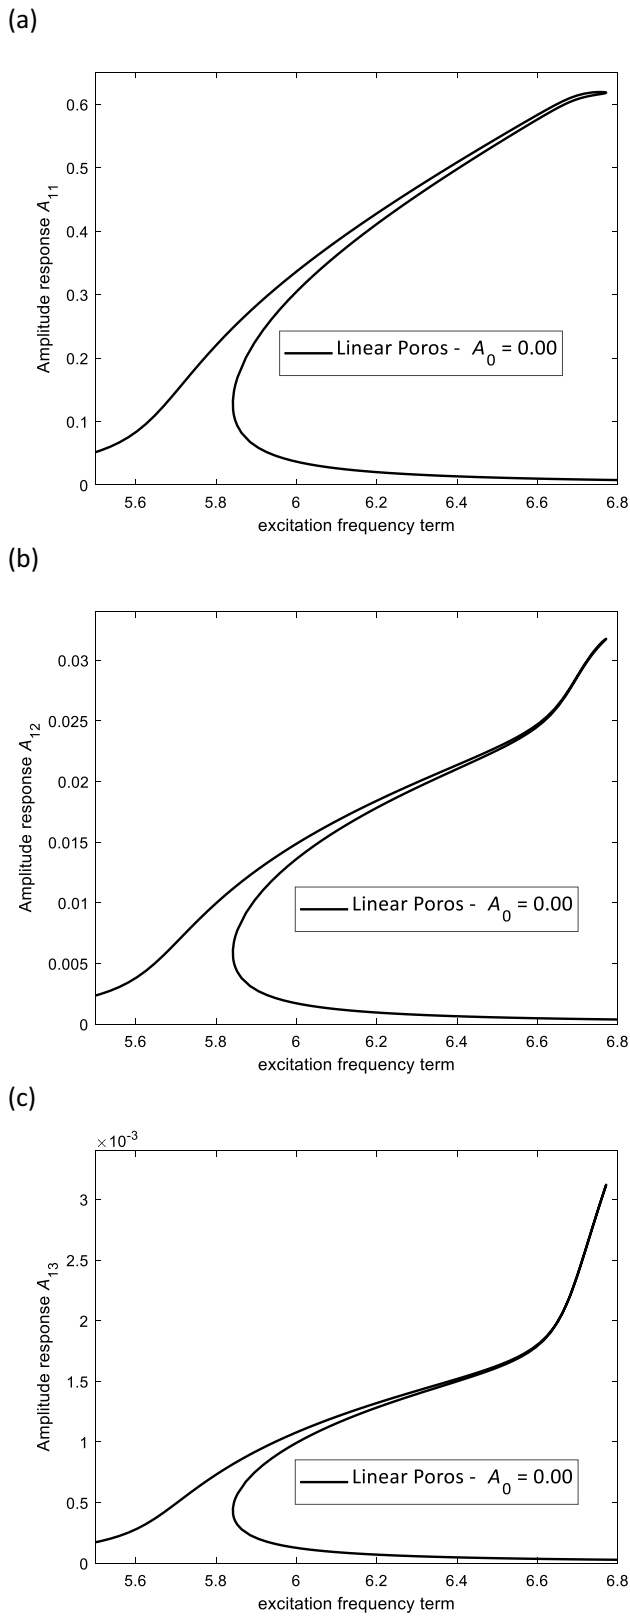 (a)
Amplitude response A11
0.6
0.5
0.4
0.3
0.2
0.1
0
Linear Poros - A0 = 0.00
5.6 5.8 6 6.2 6.4 6.6 6.8
excitation frequency term
(b)
Amplitude response A12
0.03
0.025
0.02
0.015
0.01
0.005
0
Linear Poros - A0 = 0.00
5.6 5.8 6 6.2 6.4 6.6 6.8
excitation frequency term
(c)
×10-3
Amplitude response A13
3
2.5
2
1.5
1
0.5
0
Linear Poros - A0 = 0.00
5.6 5.8 6 6.2 6.4 6.6 6.8
excitation frequency term